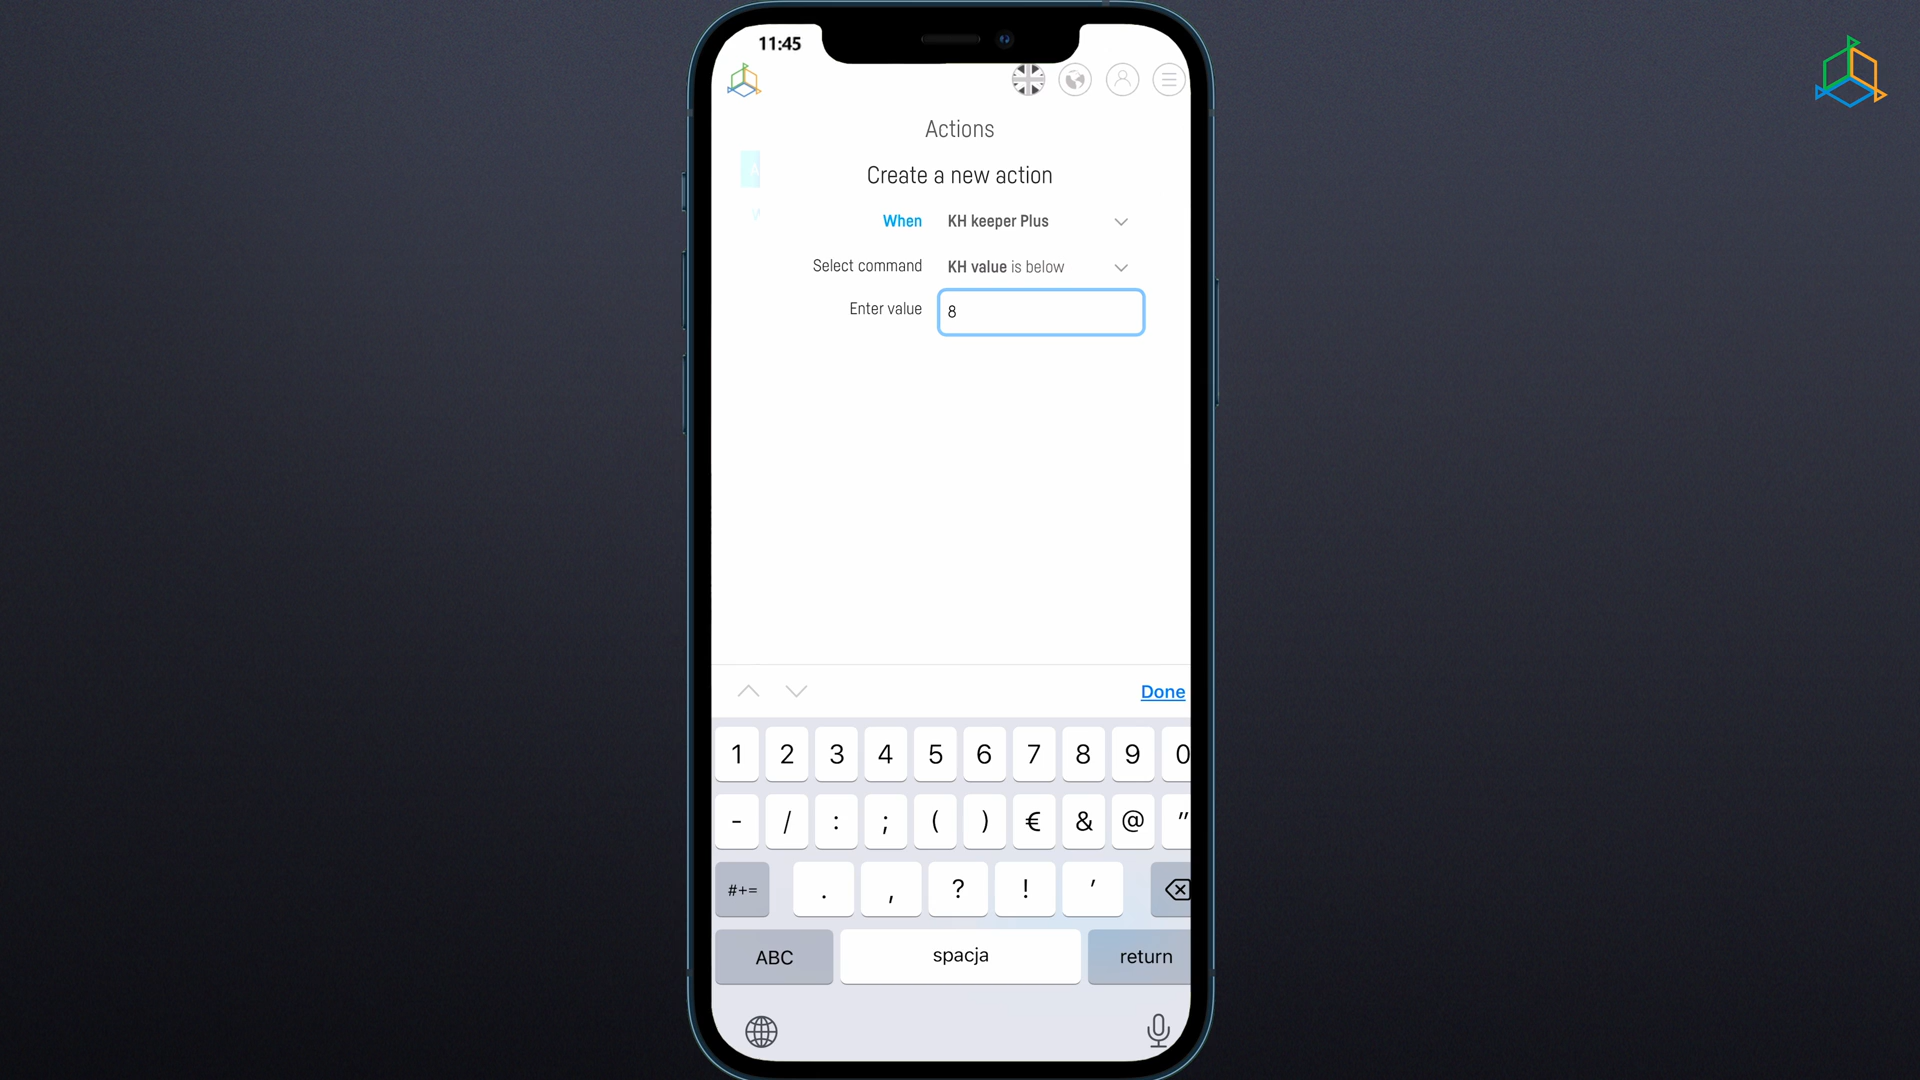 11:45
Actions
Create a new action
When KH keeper Plus
Select command KH value is below
Enter value 8
Done
1 2 3 4 5 6 7 8 9 0
- / : ; ( ) € & @ "
#+= . , ? ! '
ABC spacja return